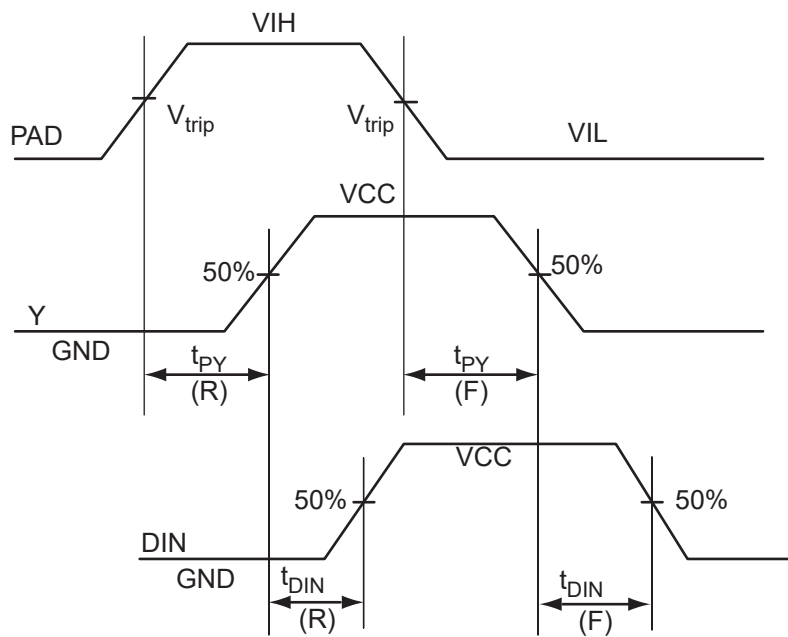 VIH
PAD
V_trip
V_trip
VIL
VCC
50%
50%
Y
GND
t_PY
(R)
t_PY
(F)
VCC
50%
50%
DIN
GND
t_DIN
(R)
t_DIN
(F)